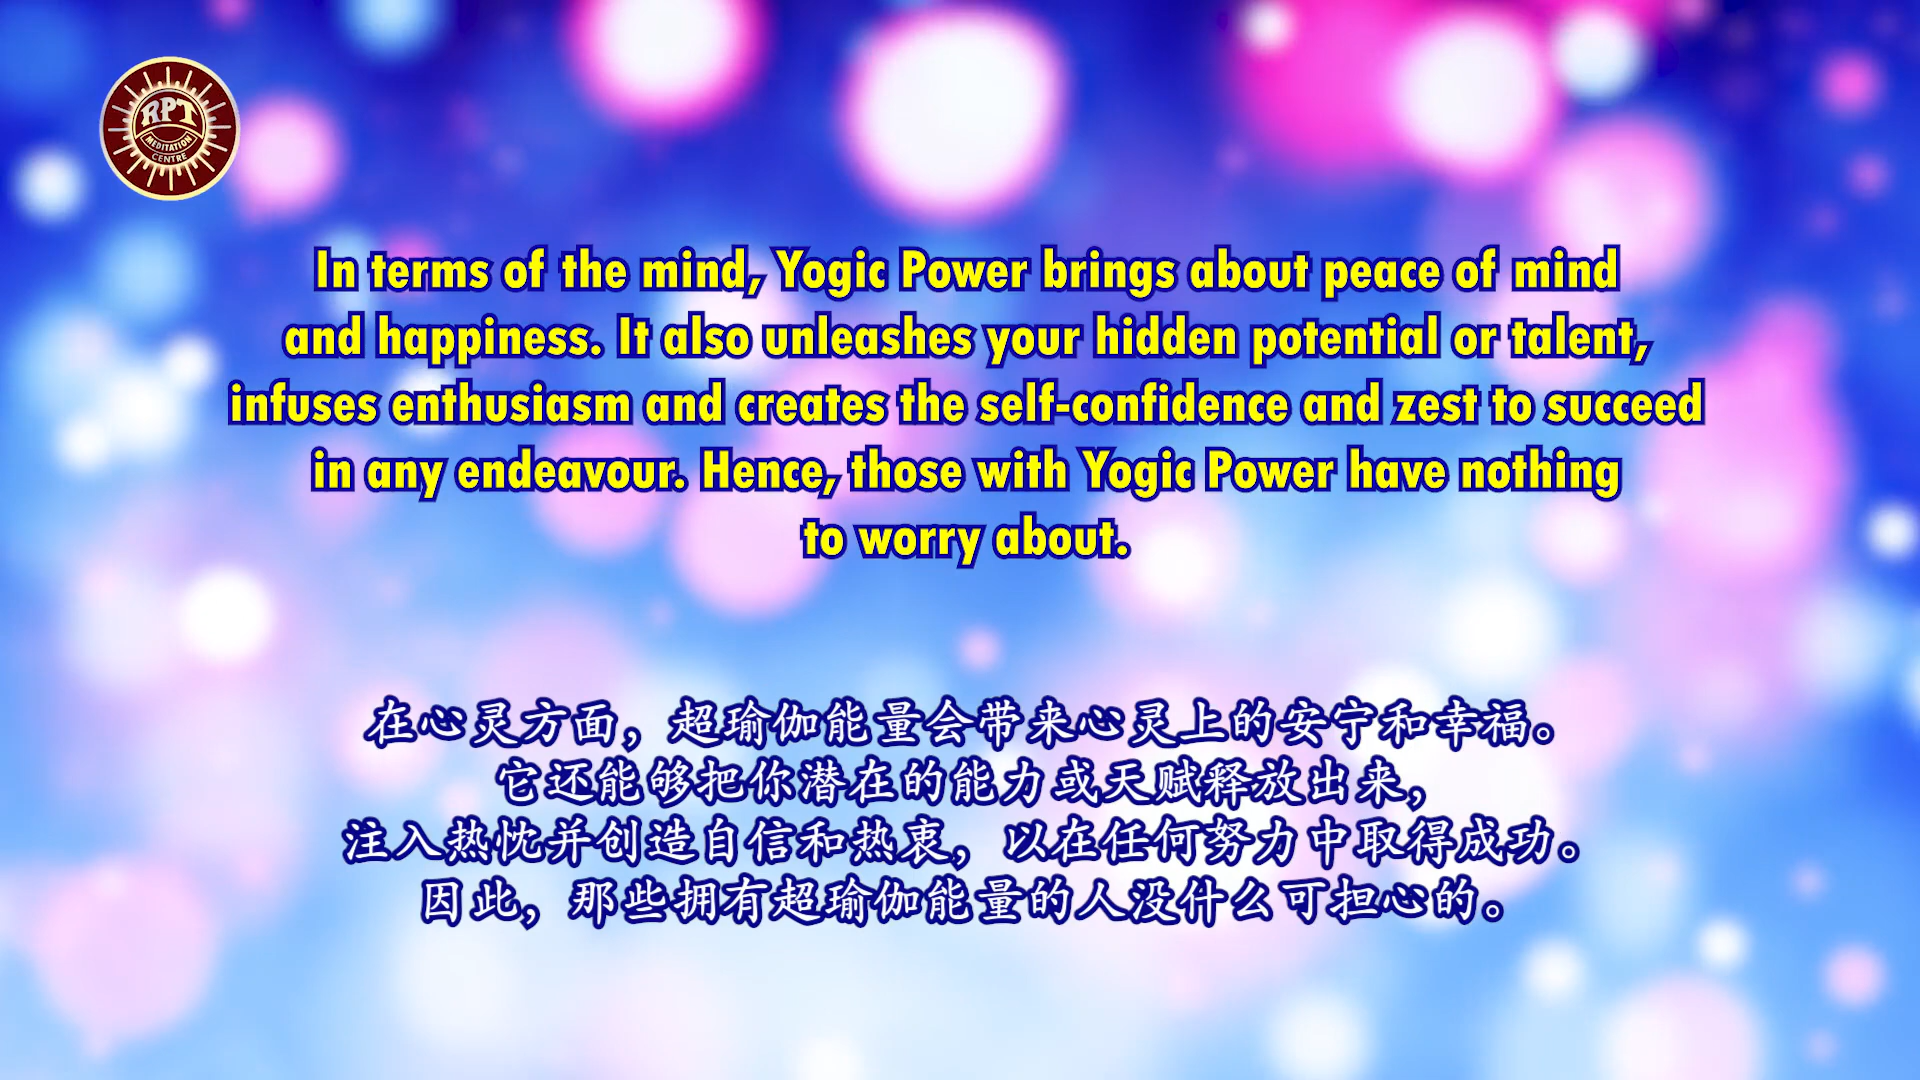 RPT
MEDITATION
CENTRE
In terms of the mind, Yogic Power brings about peace of mind
and happiness. It also unleashes your hidden potential or talent,
infuses enthusiasm and creates the self-confidence and zest to succeed
in any endeavour. Hence, those with Yogic Power have nothing
to worry about.
在心灵方面，超瑜伽能量会带来心灵上的安宁和幸福。
它还能够把你潜在的能力或天赋释放出来，
注入热忱并创造自信和热衷，以在任何努力中取得成功。
因此，那些拥有超瑜伽能量的人没什么可担心的。